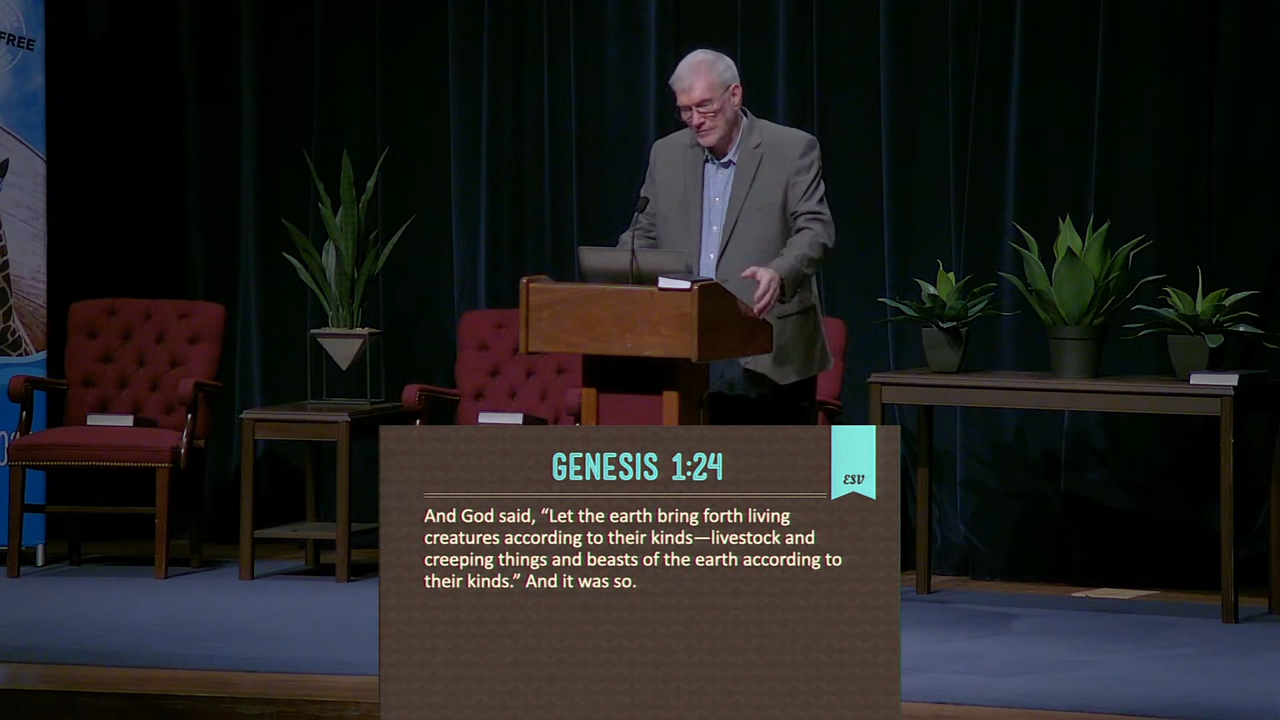 FREE
GENESIS 1:24
ESV
And God said, “Let the earth bring forth living
creatures according to their kinds—livestock and
creeping things and beasts of the earth according to
their kinds.” And it was so.